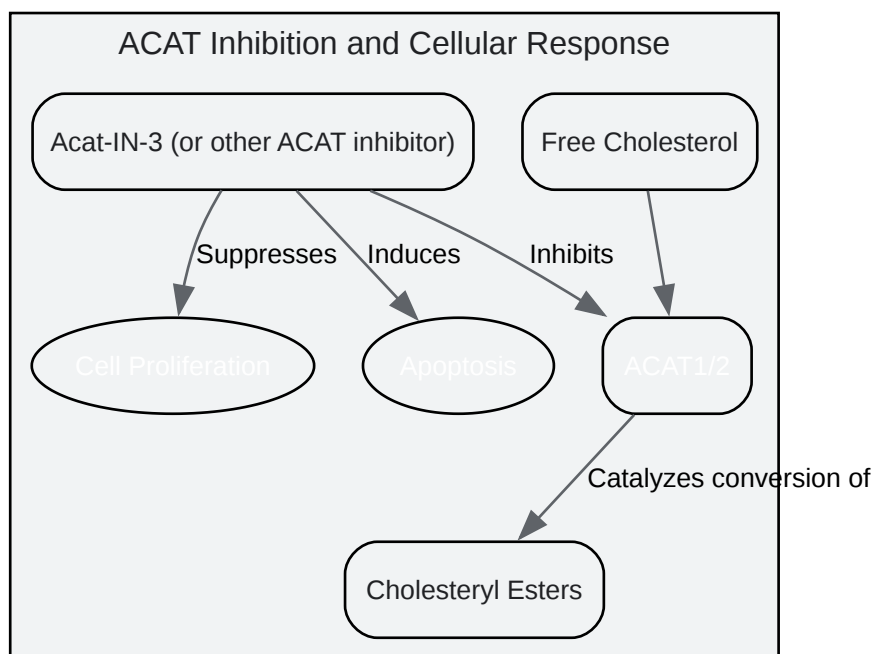 ACAT Inhibition and Cellular Response
Acat-IN-3 (or other ACAT inhibitor)
Free Cholesterol
Suppresses
Induces
Inhibits
Cell Proliferation
Apoptosis
ACAT1/2
Catalyzes conversion of
Cholesteryl Esters